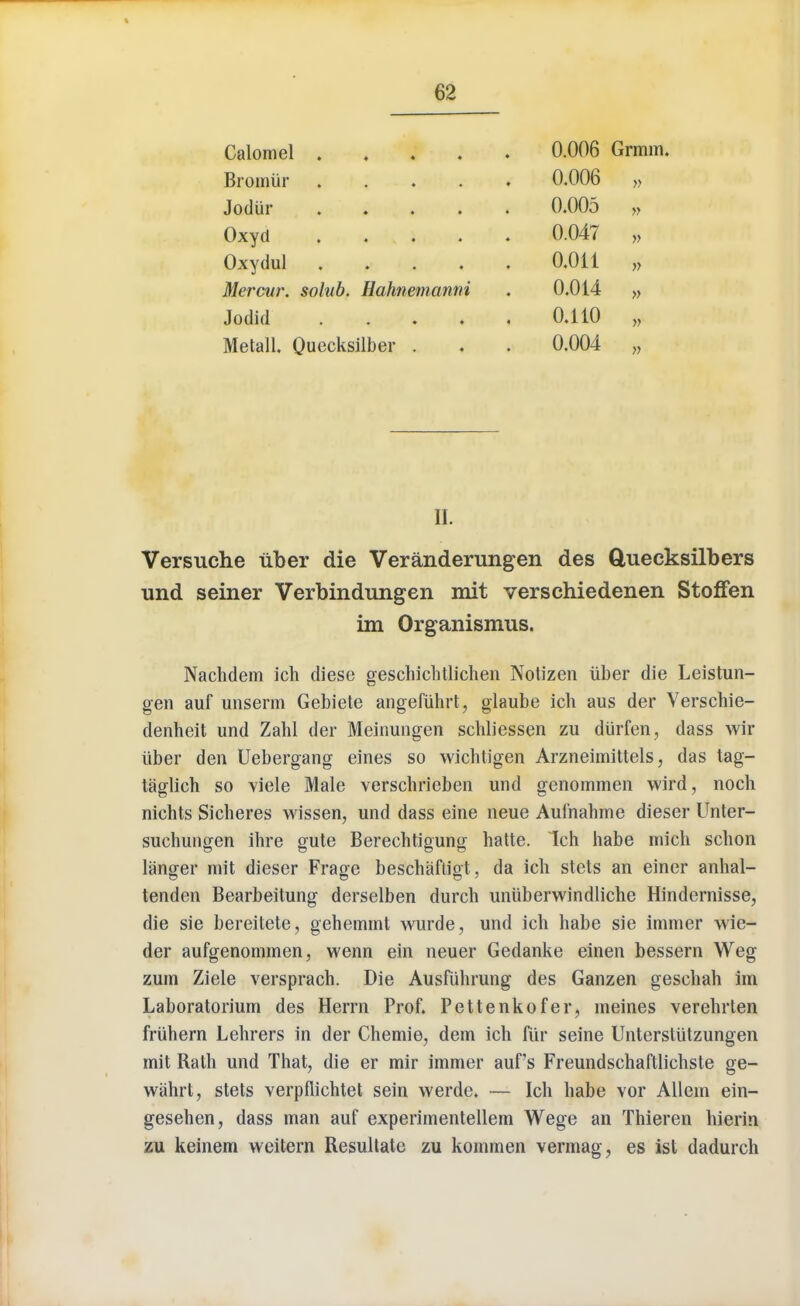 62
Calomel . . . . . 0.006 Grmm.
Bromür . . . . . 0.006 „
Jodür . . . . . 0.005 „
Oxyd . . . . . 0.047 „
Oxydul . . . . . 0.011 „
Mercur. solub. Hahnemanni . 0.014 „
Jodid . . . . . 0.110 „
Metall. Quecksilber . . . 0.004 „
II.
Versuche über die Veränderungen des Quecksilbers
und seiner Verbindungen mit verschiedenen Stoffen
im Organismus.
Nachdem ich diese geschichtlichen Notizen über die Leistun-
gen auf unserm Gebiete angeführt, glaube ich aus der Verschie-
denheit und Zahl der Meinungen schliessen zu dürfen, dass wir
über den Uebergang eines so wichtigen Arzneimittels, das tag-
täglich so viele Male verschrieben und genommen wird, noch
nichts Sicheres wissen, und dass eine neue Aufnahme dieser Unter-
suchungen ihre gute Berechtigung hatte. Ich habe mich schon
länger mit dieser Frage beschäftigt, da ich stets an einer anhal-
tenden Bearbeitung derselben durch unüberwindliche Hindernisse,
die sie bereitete, gehemmt wurde, und ich habe sie immer wie-
der aufgenommen, wenn ein neuer Gedanke einen bessern Weg
zum Ziele versprach. Die Ausführung des Ganzen geschah im
Laboratorium des Herrn Prof. Pettenkofer, meines verehrten
frühern Lehrers in der Chemie, dem ich für seine Unterstützungen
mit Rath und That, die er mir immer auf's Freundschaftlichste ge-
währt, stets verpflichtet sein werde. — Ich habe vor Allem ein-
gesehen, dass man auf experimentellem Wege an Thieren hierin
zu keinem weitern Resultate zu kommen vermag, es ist dadurch